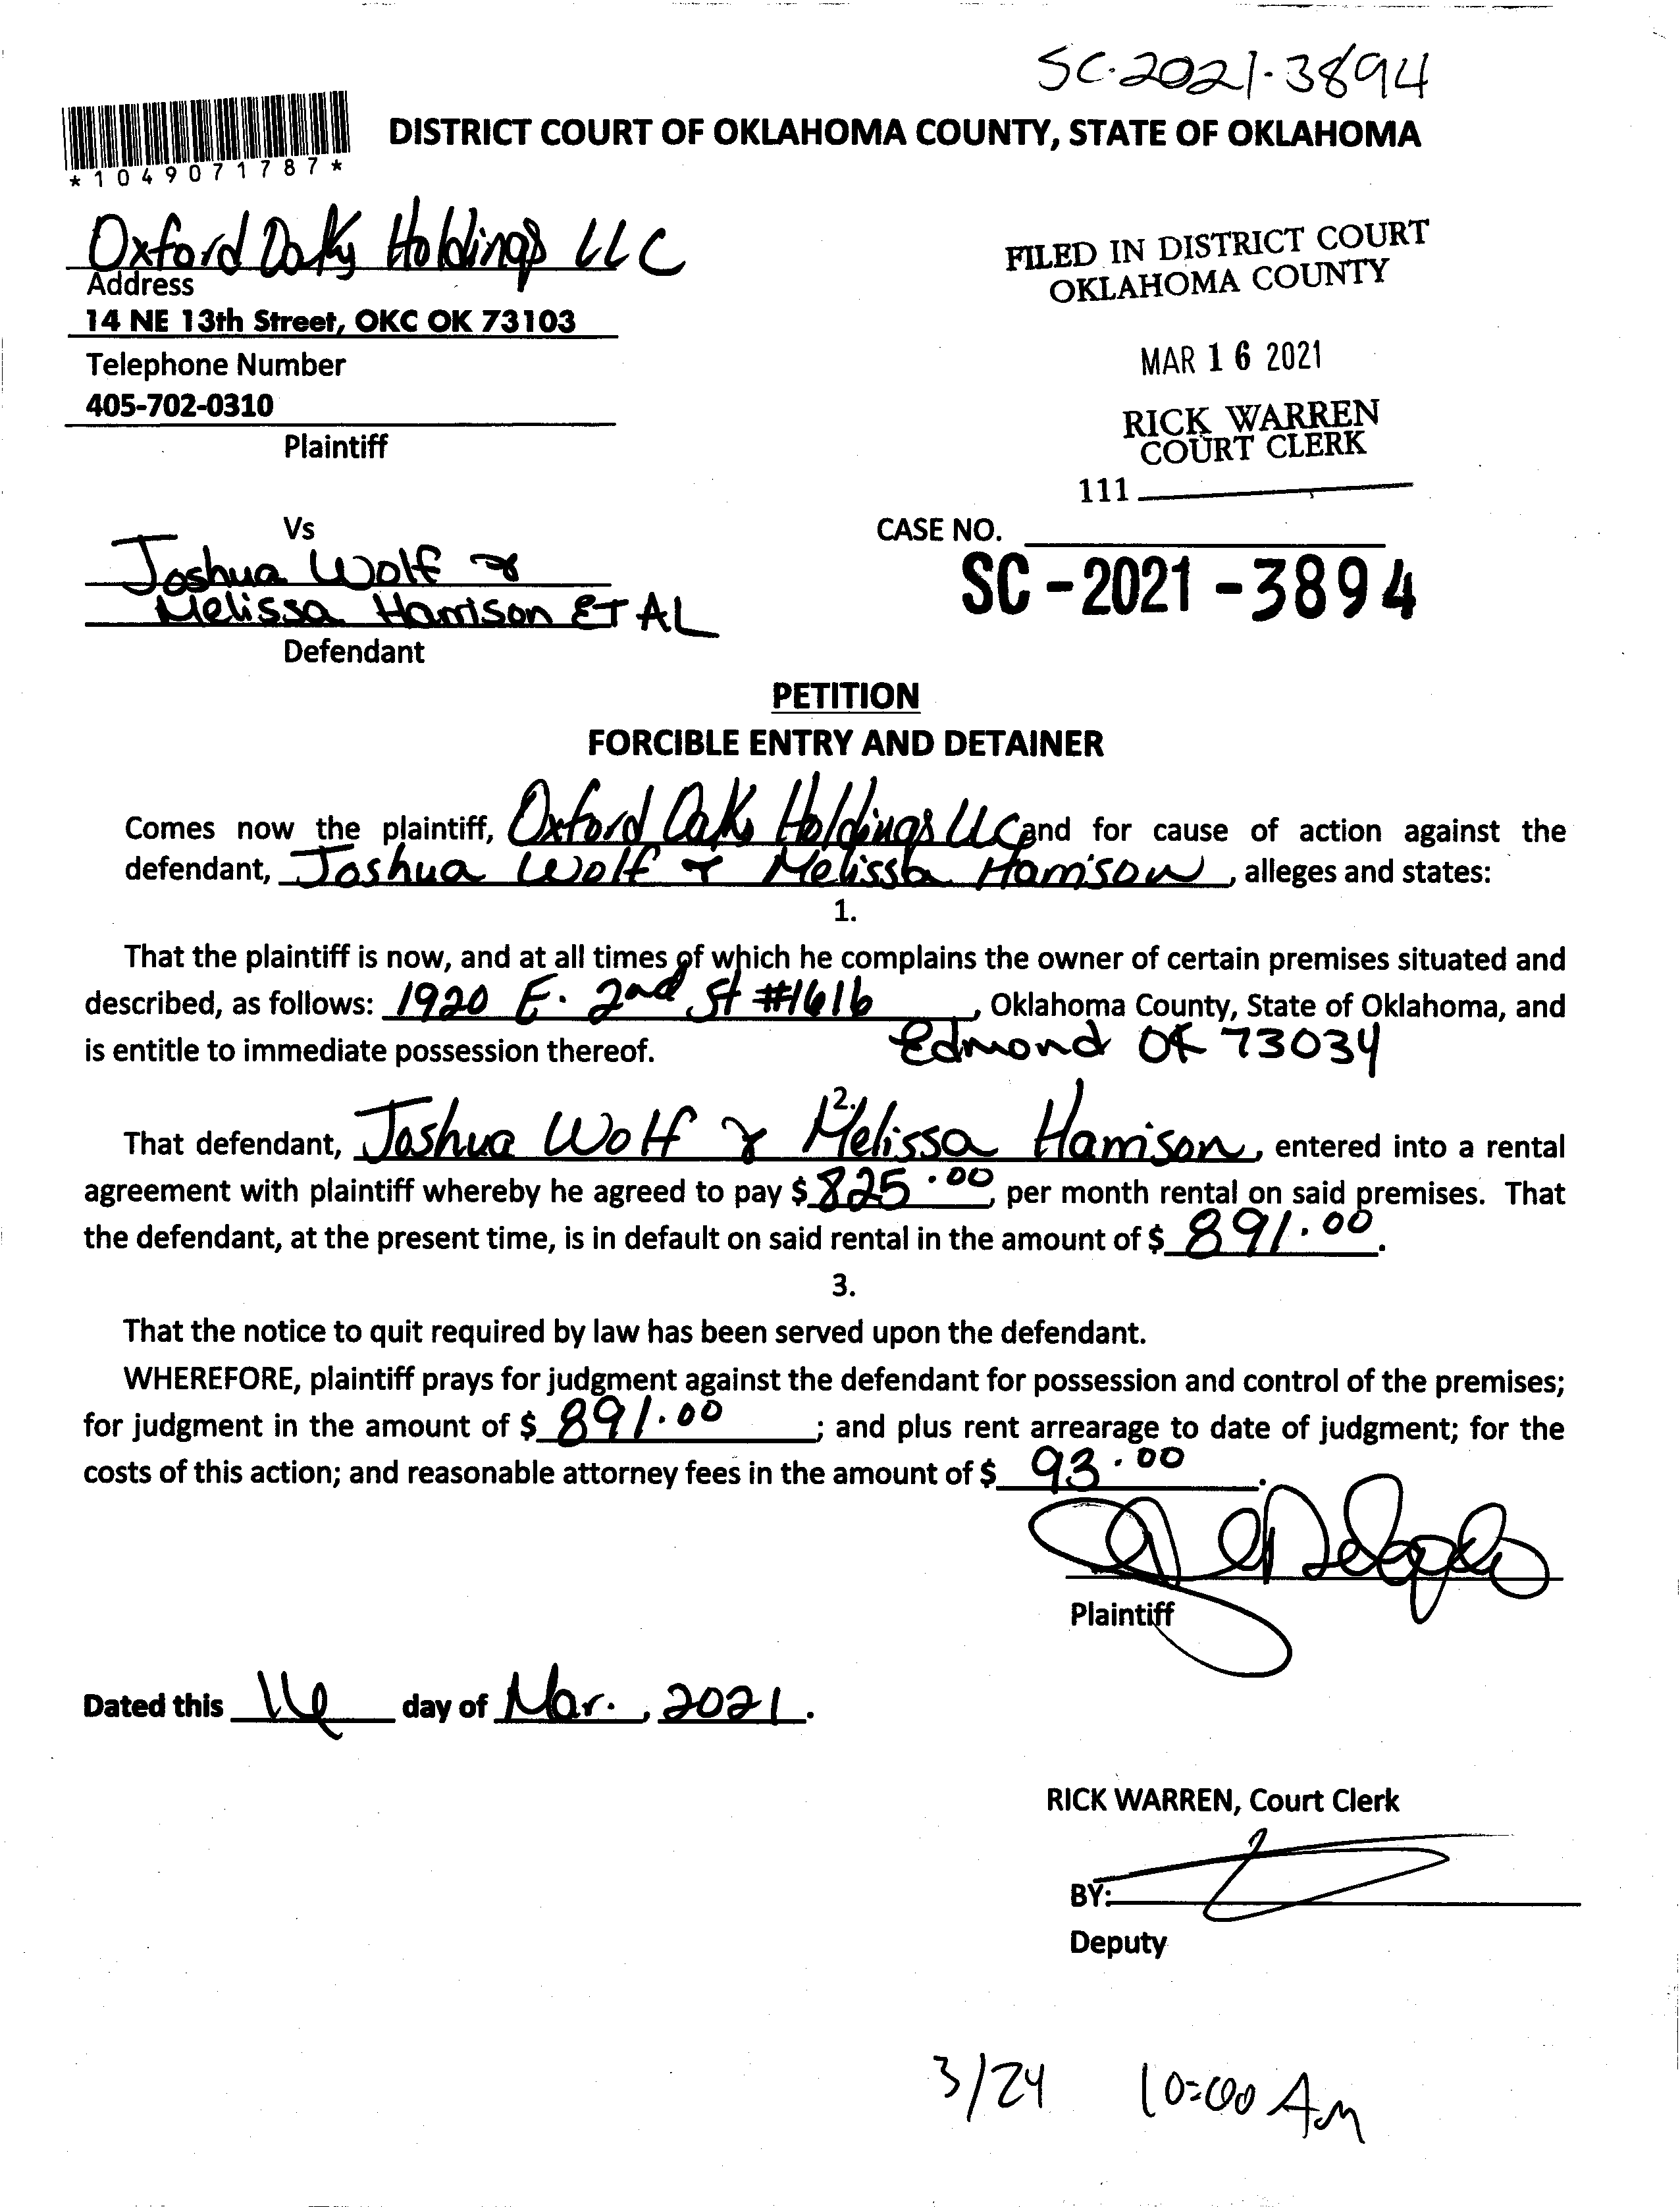 SC-2021-3894
DISTRICT COURT OF OKLAHOMA COUNTY, STATE OF OKLAHOMA
*1049071787*
Oxford Oaks Holdings LLC
Address
14 NE 13th Street, OKC OK 73103
Telephone Number
405-702-0310
Plaintiff
FILED IN DISTRICT COURT
OKLAHOMA COUNTY
MAR 16 2021
RICK WARREN
COURT CLERK
111
Vs
Joshua Wolf &
Melissa Harrison ET AL
Defendant
CASE NO.
SC-2021-3894
PETITION
FORCIBLE ENTRY AND DETAINER
Comes now the plaintiff, Oxford Oaks Holdings LLC and for cause of action against the
defendant, Joshua Wolf & Melissa Harrison, alleges and states:
1.
That the plaintiff is now, and at all times of which he complains the owner of certain premises situated and
described, as follows: 1920 E. 2nd St #1616, Oklahoma County, State of Oklahoma, and
is entitle to immediate possession thereof. Edmond OK 73034
2.
That defendant, Joshua Wolf & Melissa Harrison, entered into a rental
agreement with plaintiff whereby he agreed to pay $ 825.00, per month rental on said premises. That
the defendant, at the present time, is in default on said rental in the amount of $ 891.00.
3.
That the notice to quit required by law has been served upon the defendant.
WHEREFORE, plaintiff prays for judgment against the defendant for possession and control of the premises;
for judgment in the amount of $ 891.00; and plus rent arrearage to date of judgment; for the
costs of this action; and reasonable attorney fees in the amount of $ 93.00.
Plaintiff
Dated this 16 day of Mar., 2021.
RICK WARREN, Court Clerk
BY:
Deputy
3/24 10:00 AM